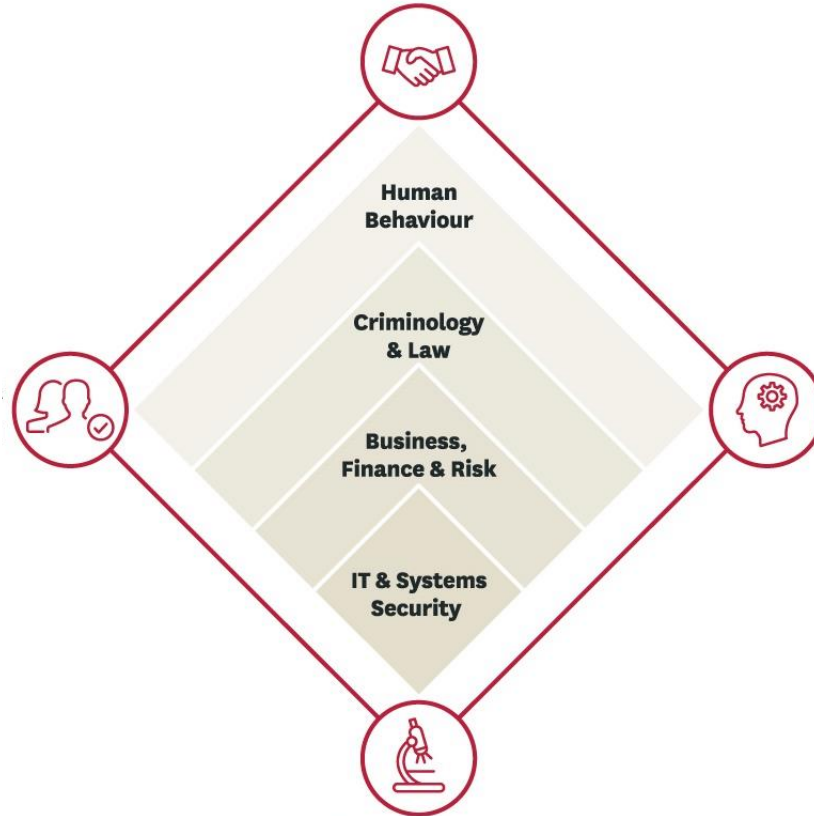 Human
Behaviour
Criminology
& Law
Business,
Finance & Risk
IT & Systems
Security